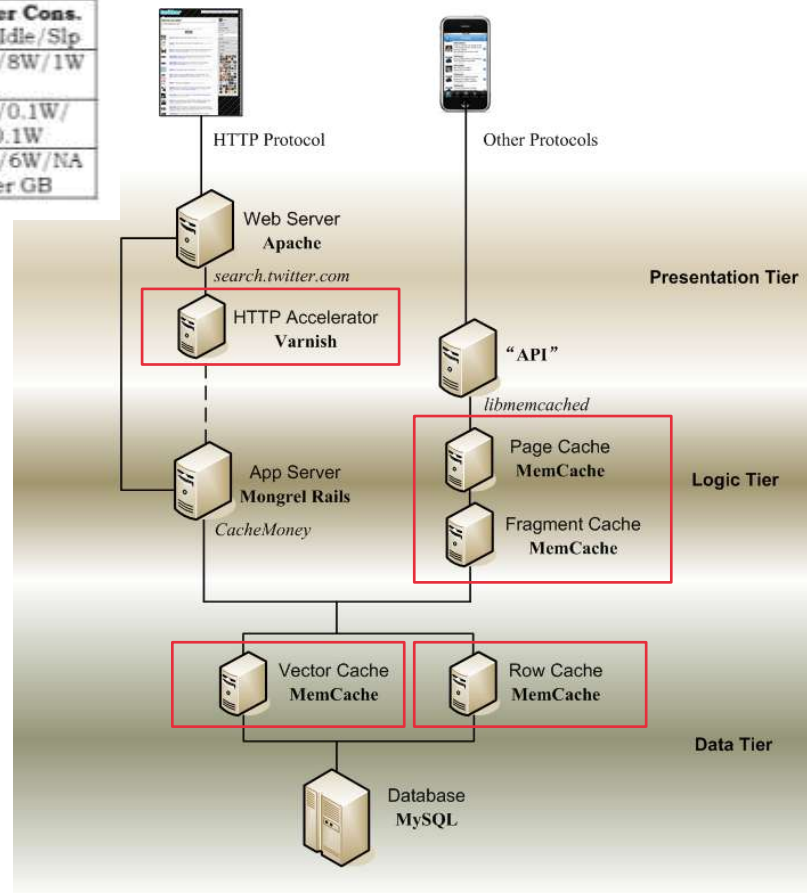 er Cons.
Idle/Slp
/8W/1W
/0.1W/
0.1W
/6W/NA
er GB
HTTP Protocol
Other Protocols
Web Server
Apache
search.twitter.com
Presentation Tier
HTTP Accelerator
Varnish
“API”
libmemcached
Page Cache
MemCache
App Server
Mongrel Rails
Logic Tier
CacheMoney
Fragment Cache
MemCache
Vector Cache
MemCache
Row Cache
MemCache
Data Tier
Database
MySQL